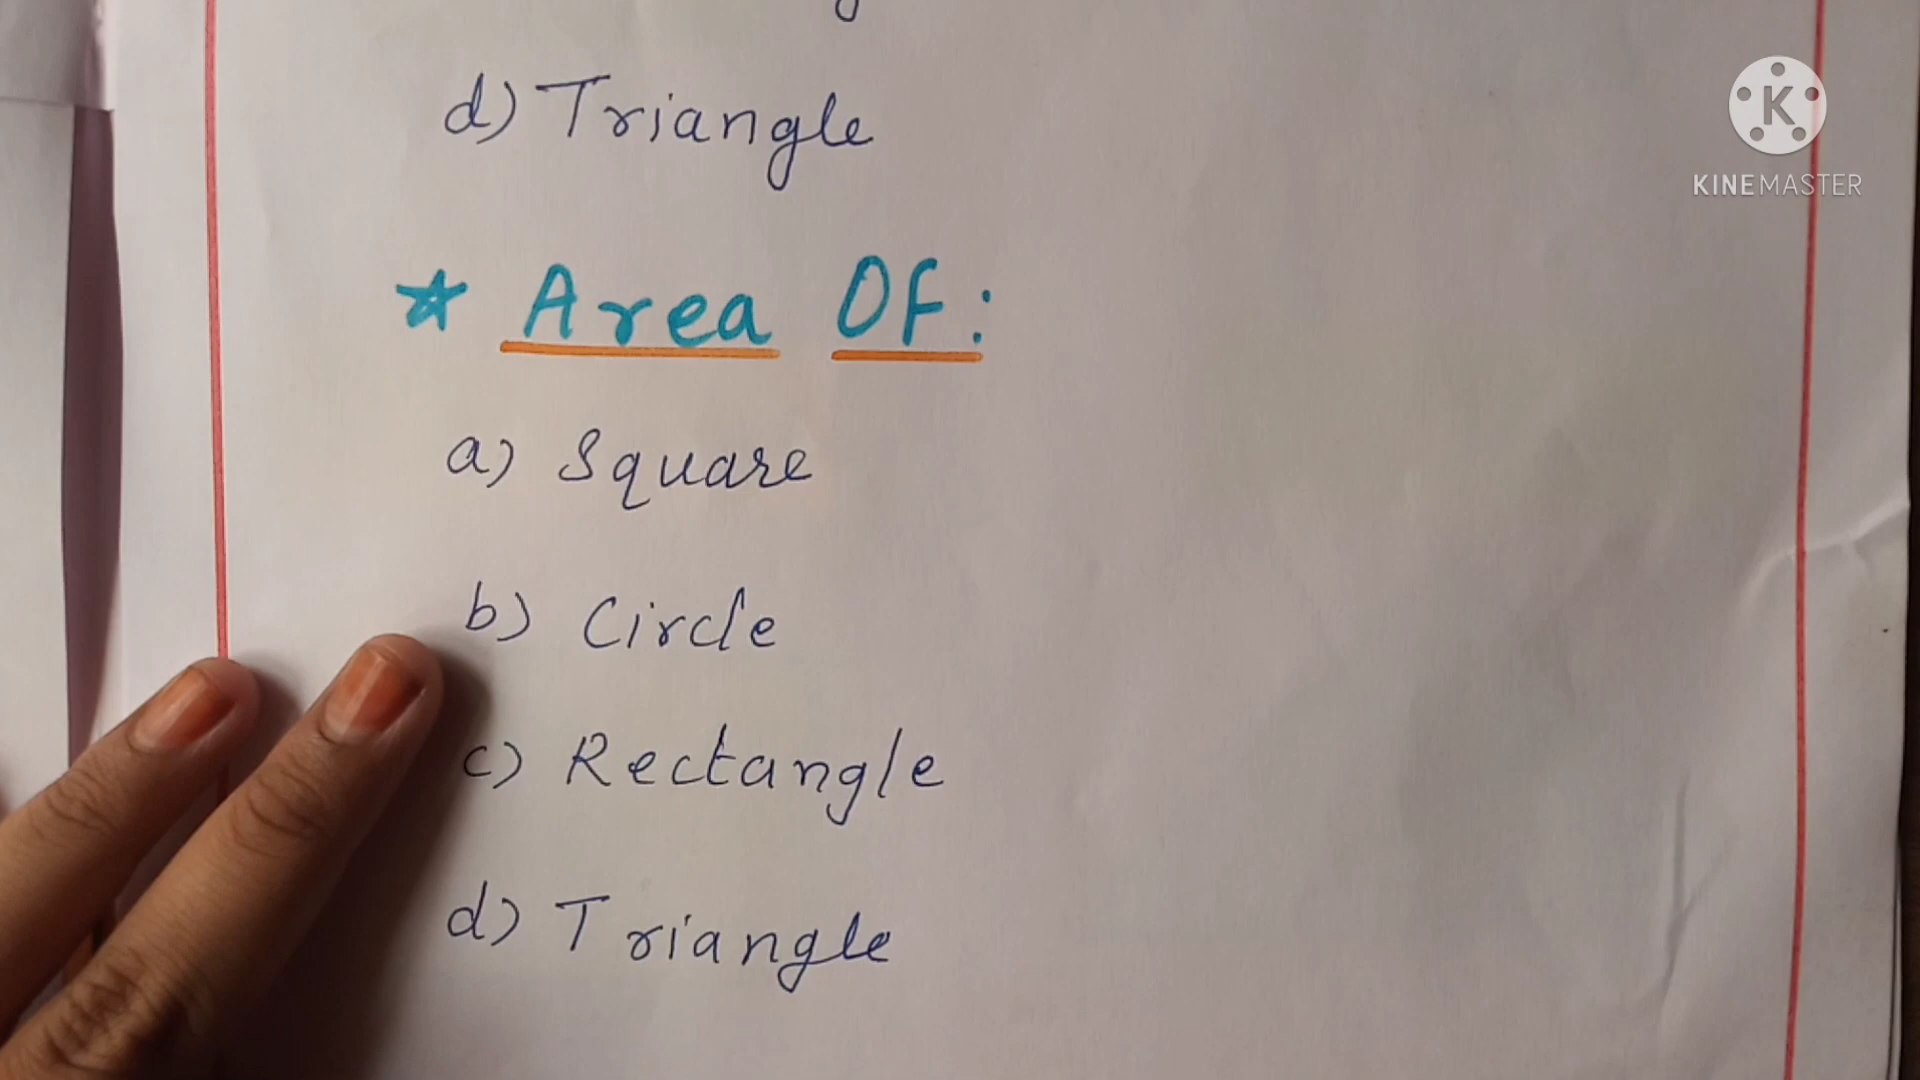 d) Triangle
K
KINEMASTER
☆ Area Of:
a) Square
b) Circle
c) Rectangle
d) Triangle